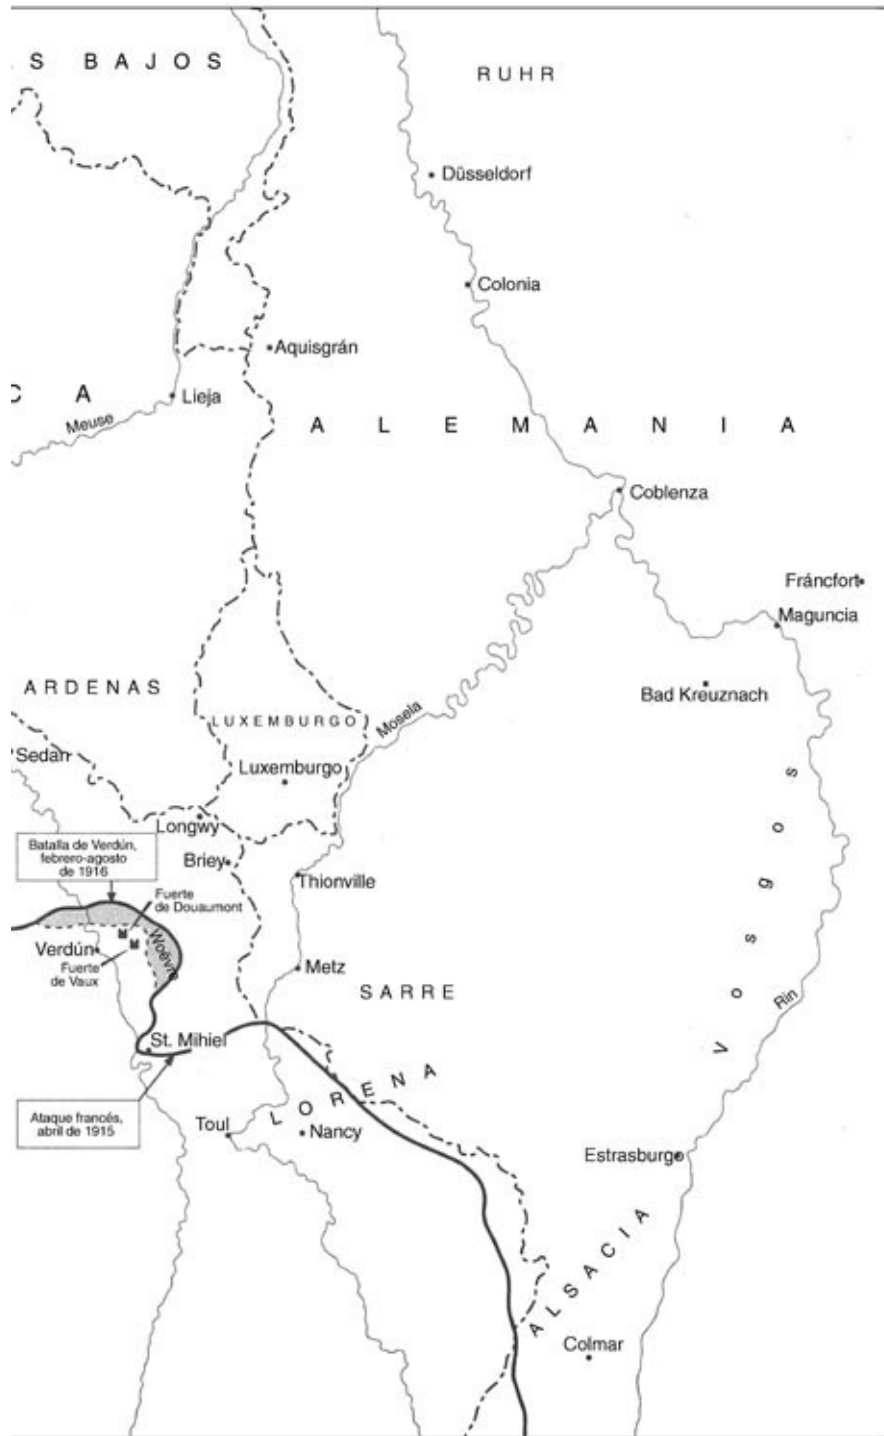 S BAJOS
RUHR
Düsseldorf
Colonia
Aquisgrán
CA
Lieja
Meuse
ALEMANIA
Coblenza
Fráncfort
Maguncia
ARDENAS
Bad Kreuznach
LUXEMBURGO
Mosela
Sedan
Luxemburgo
Vosgos
Longwy
Batalla de Verdún,
febrero-agosto
de 1916
Briey
Thionville
Fuerte
de Douaumont
Verdún
Woëvre
Fuerte
de Vaux
Metz
SARRE
Rin
St. Mihiel
LORENA
Ataque francés,
abril de 1915
Toul
Nancy
Estrasburgo
ALSACIA
Colmar